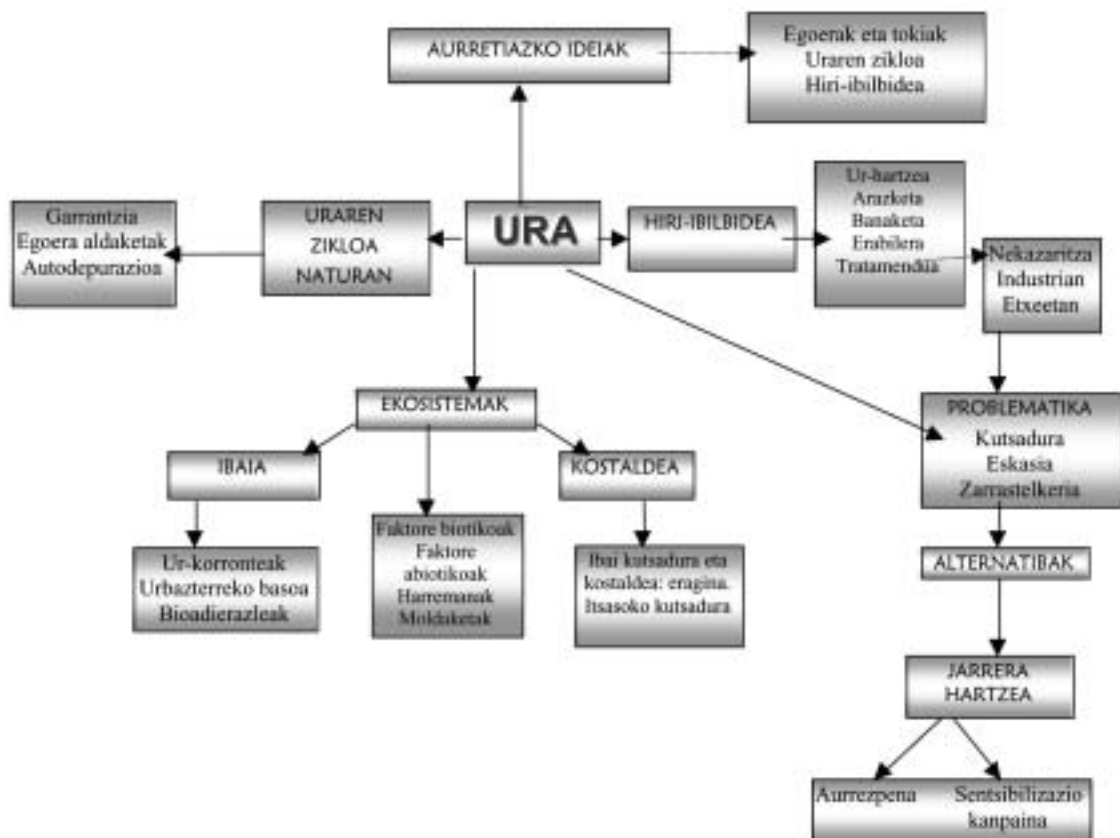 AURRETIAZKO IDEIAK
Egoerak eta tokiak
Uraren zikloa
Hiri-ibilbidea
Garrantzia
Egoera aldaketak
Autodepurazioa
URAREN
ZIKLOA
NATURAN
URA
HIRI-IBILBIDEA
Ur-hartzea
Arazketa
Banaketa
Erabilera
Tratamendua
Nekazaritza
Industrian
Etxeetan
EKOSISTEMAK
IBAIA
KOSTALDEA
Ur-korronteak
Urbazterreko basoa
Bioadierazleak
Faktore biotikoak
Faktore
abiotikoak
Harremanak
Moldaketak
Ibai kutsadura eta
kostaldea: eragina.
Itsasoko kutsadura
PROBLEMATIKA
Kutsadura
Eskasia
Zarrastelkeria
ALTERNATIBAK
JARRERA
HARTZEA
Aurrezpena
Sentsibilizazio
kanpaina